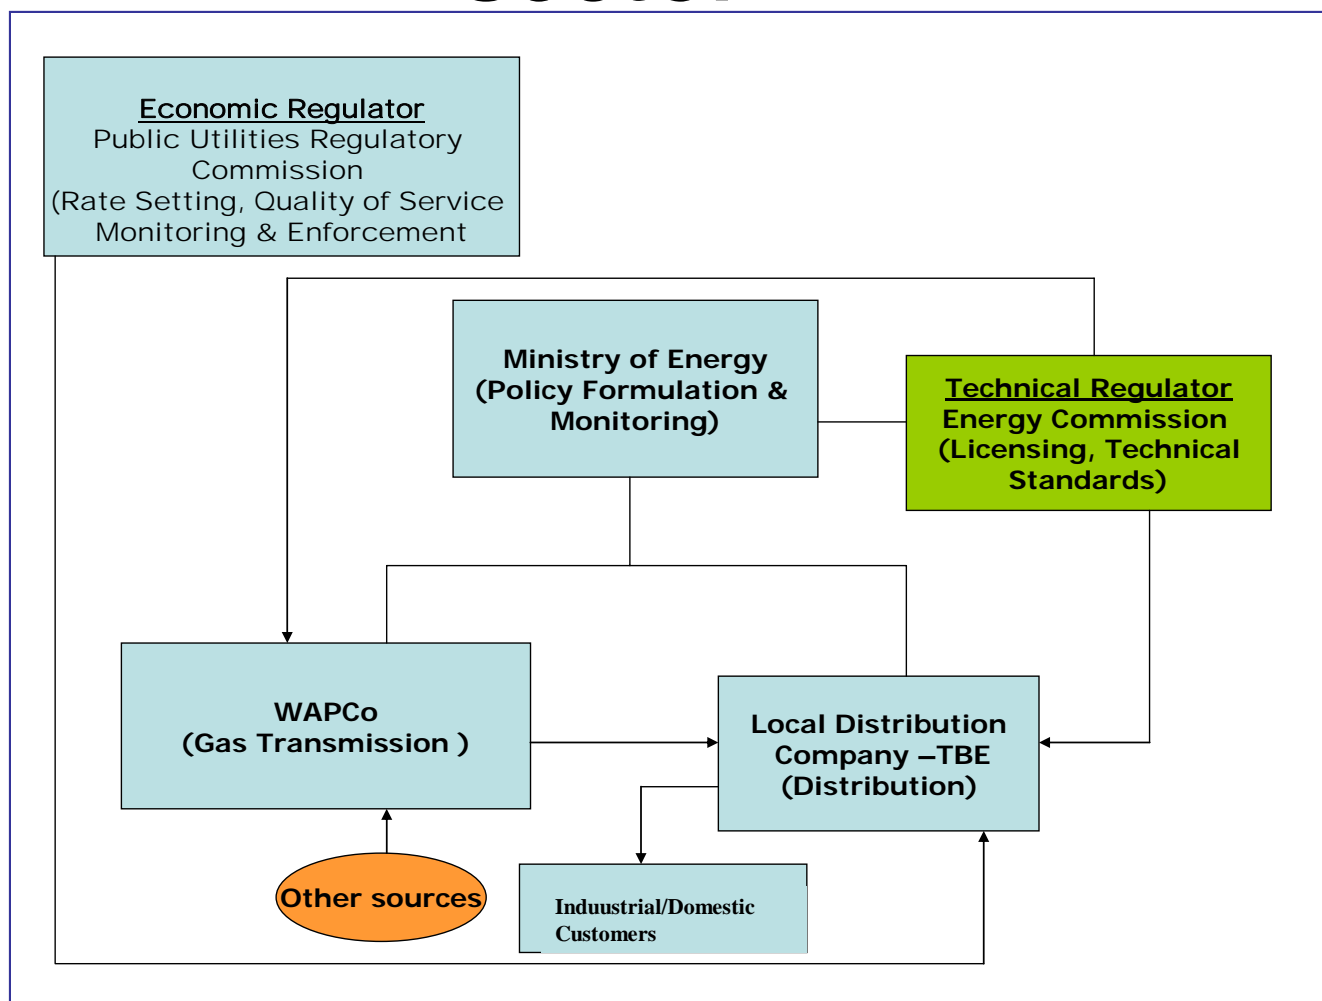 Economic Regulator
Public Utilities Regulatory
Commission
(Rate Setting, Quality of Service
Monitoring & Enforcement
Ministry of Energy
(Policy Formulation &
Monitoring)
Technical Regulator
Energy Commission
(Licensing, Technical
Standards)
WAPCo
(Gas Transmission )
Local Distribution
Company –TBE
(Distribution)
Other sources
Induustrial/Domestic
Customers